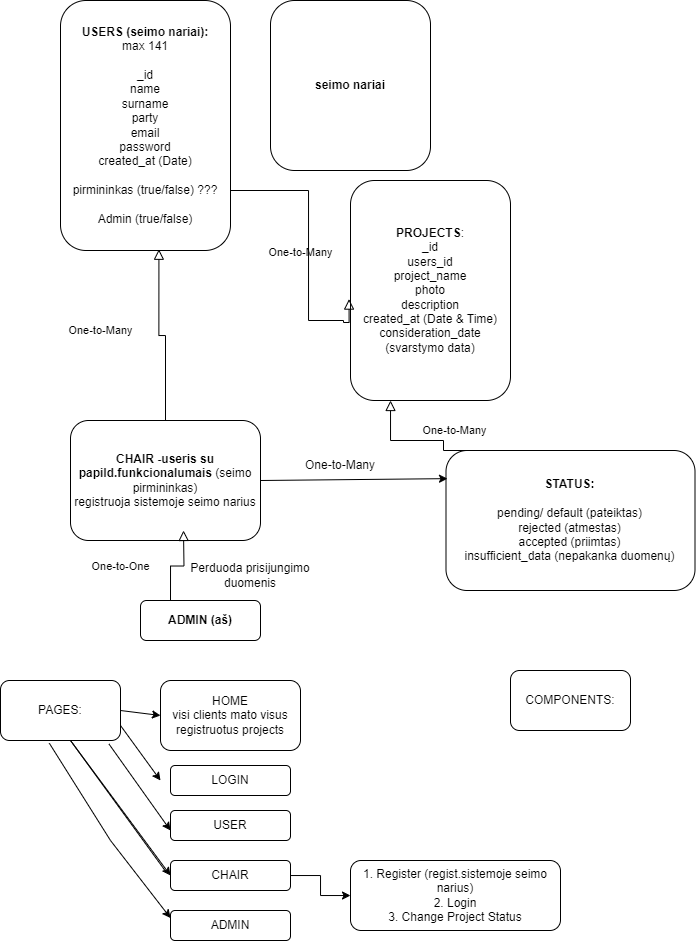 USERS (seimo nariai):
max 141
_id
name
surname
party
email
password
created_at (Date)
pirmininkas (true/false) ???
Admin (true/false)
seimo nariai
One-to-Many
PROJECTS:
_id
users_id
project_name
photo
description
created_at (Date & Time)
consideration_date
(svarstymo data)
One-to-Many
One-to-Many
CHAIR -useris su
papild.funkcionalumais (seimo
pirmininkas)
registruoja sistemoje seimo narius
One-to-Many
STATUS:
pending/ default (pateiktas)
rejected (atmestas)
accepted (priimtas)
insufficient_data (nepakanka duomenų)
One-to-One
Perduoda prisijungimo
duomenis
ADMIN (aš)
PAGES:
HOME
visi clients mato visus
registruotus projects
COMPONENTS:
LOGIN
USER
CHAIR
1. Register (regist.sistemoje seimo
narius)
2. Login
3. Change Project Status
ADMIN